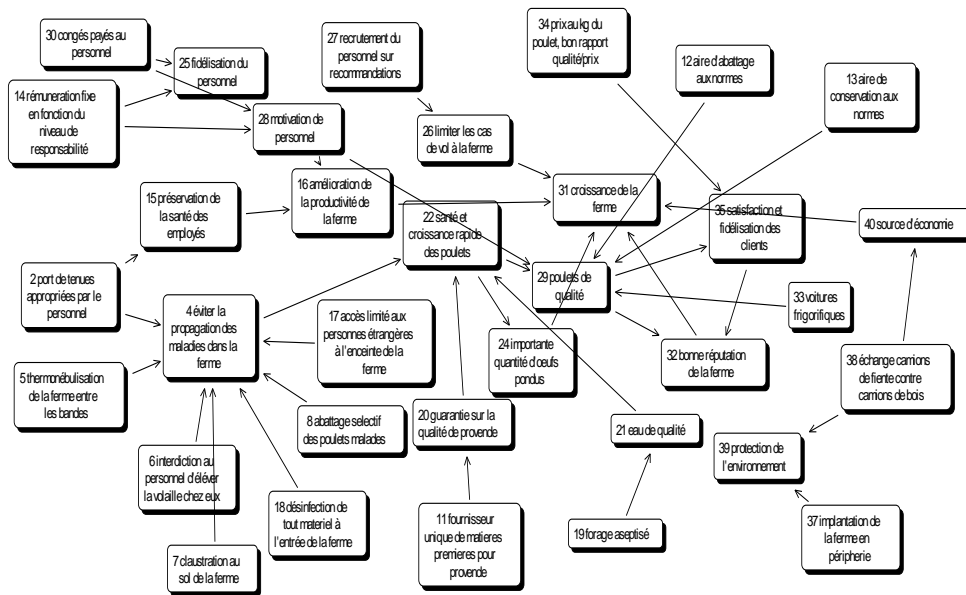 30 congés payés au
personnel
27 recrutement du
personnel sur
recommandations
34 prix au kg du
poulet, bon rapport
qualité/prix
12 aire d'abattage
aux normes
13 aire de
conservation aux
normes
25 fidélisation du
personnel
14 rémuneration fixe
en fonction du
niveau de
responsabilité
28 motivation de
personnel
26 limiter les cas
de vol à la ferme
16 amélioration de
la productivité de
la ferme
31 croissance de la
ferme
15 préservation de
la santé des
employés
22 santé et
croissance rapide
des poulets
35 satisfaction et
fidélisation des
clients
40 source d'économie
2 port de tenues
appropriées par le
personnel
29 poulets de
qualité
4 éviter la
propagation des
maladies dans la
ferme
17 accès limité aux
personnes étrangères
à l'enceinte de la
ferme
33 voitures
frigorifiques
24 importante
quantité d'oeufs
pondus
32 bonne réputation
de la ferme
38 échange carrions
de fiente contre
carrions de bois
5 thermonébulisation
de la ferme entre
les bandes
8 abattage selectif
des poulets malades
20 guarantie sur la
qualité de provende
21 eau de qualité
39 protection de
l'environnement
6 interdiction au
personnel d'éléver
la volaille chez eux
18 désinfection de
tout materiel à
l'entrée de la ferme
11 fournisseur
unique de matieres
premieres pour
provende
19 forage aseptisé
37 implantation de
la ferme en
péripherie
7 claustration au
sol de la ferme